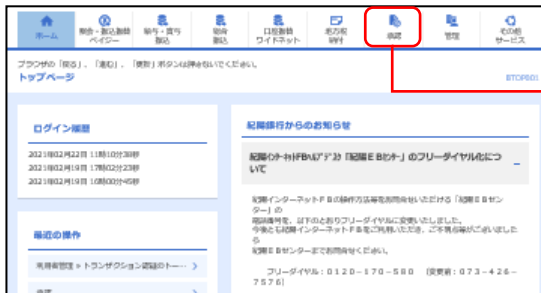 ホーム
照会・振込振替
ペイジー
給与・賞与
振込
総合
振込
口座振替
ワイドネット
地方税
納付
承認
管理
その他
サービス
ブラウザの「戻る」、「進む」、「更新」ボタンは押さないでください。
トップページ
BTOP001
ログイン履歴
2021年02月22日 11時10分38秒
2021年02月19日 17時02分23秒
2021年02月19日 16時00分45秒
最近の操作
利用者管理 » トランザクション認証のトー…
承認
紀陽銀行からのお知らせ
紀陽インターネットFBヘルプデスク「紀陽EBセンター」のフリーダイヤル化につ
いて
紀陽インターネットFBの操作方法等をお問合せいただける「紀陽EBセン
ター」の
電話番号を、以下のとおりフリーダイヤルに変更いたしました。
今後とも紀陽インターネットFBをご利用いただき、ご不明な点がございました
ら
紀陽EBセンターまでお問合せください。
フリーダイヤル:0120-170-580 [変更前:073-426-
7576]